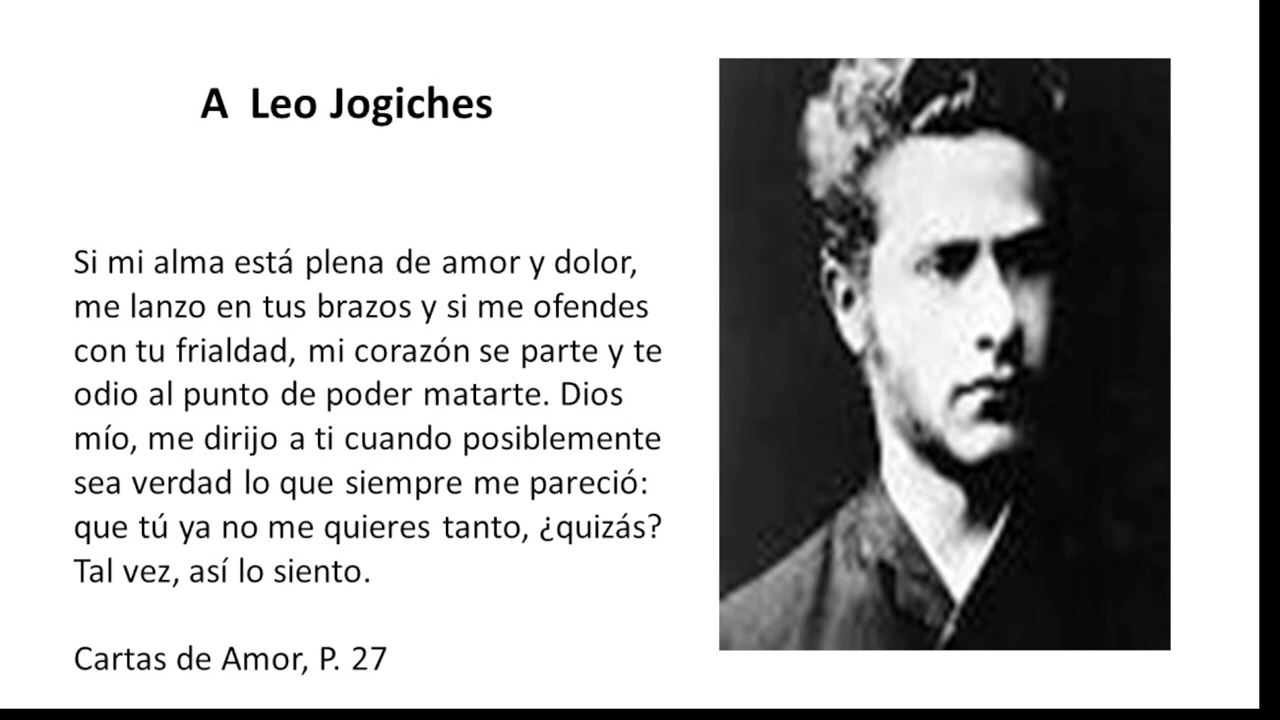 A  Leo Jogiches
Si mi alma está plena de amor y dolor,
me lanzo en tus brazos y si me ofendes
con tu frialdad, mi corazón se parte y te
odio al punto de poder matarte. Dios
mío, me dirijo a ti cuando posiblemente
sea verdad lo que siempre me pareció:
que tú ya no me quieres tanto, ¿quizás?
Tal vez, así lo siento.
Cartas de Amor, P. 27